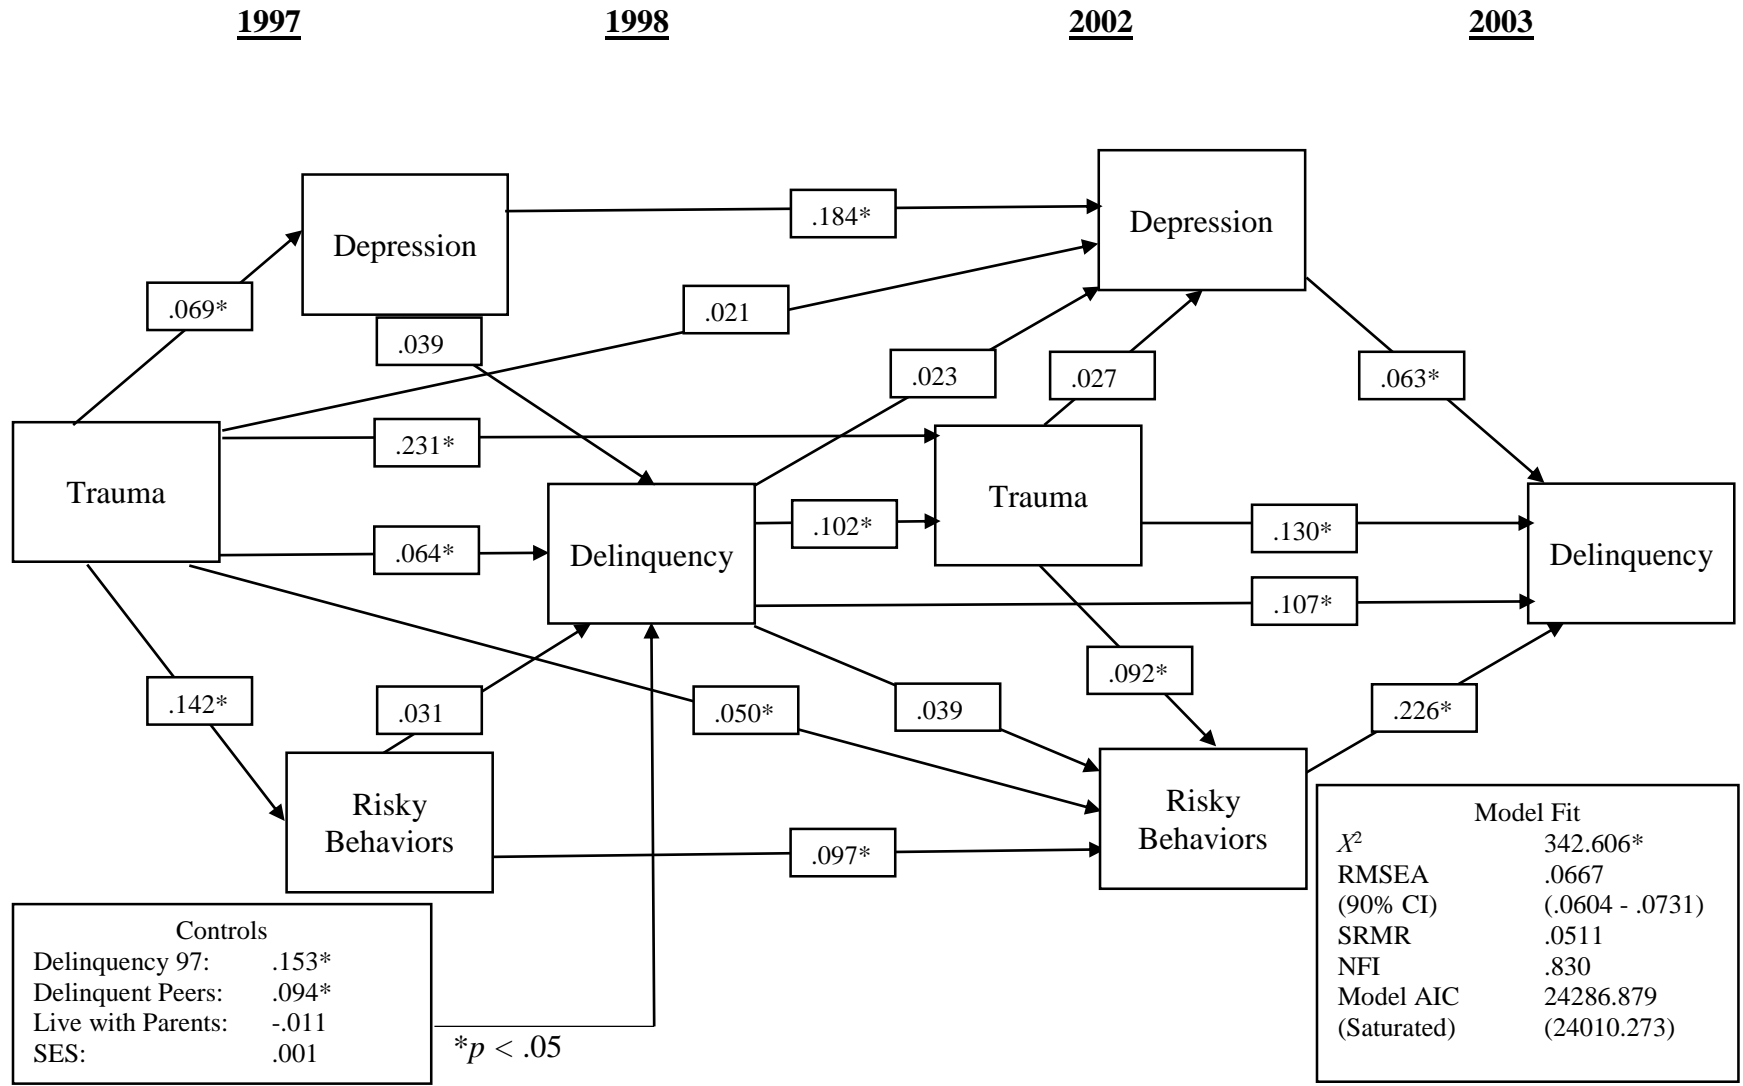 1997 1998 2002 2003
Depression
.184*
Depression
.069*
.021
.039
.023
.027
.063*
.231*
Trauma
Trauma
.102*
.130*
.064*
Delinquency
Delinquency
.107*
.092*
.142*
.031
.050*
.039
.226*
Risky
Behaviors
Risky
Behaviors
.097*
Model Fit
X² 342.606*
RMSEA .0667
(90% CI) (.0604 - .0731)
SRMR .0511
NFI .830
Model AIC 24286.879
(Saturated) (24010.273)
Controls
Delinquency 97: .153*
Delinquent Peers: .094*
Live with Parents: -.011
SES: .001
*p < .05